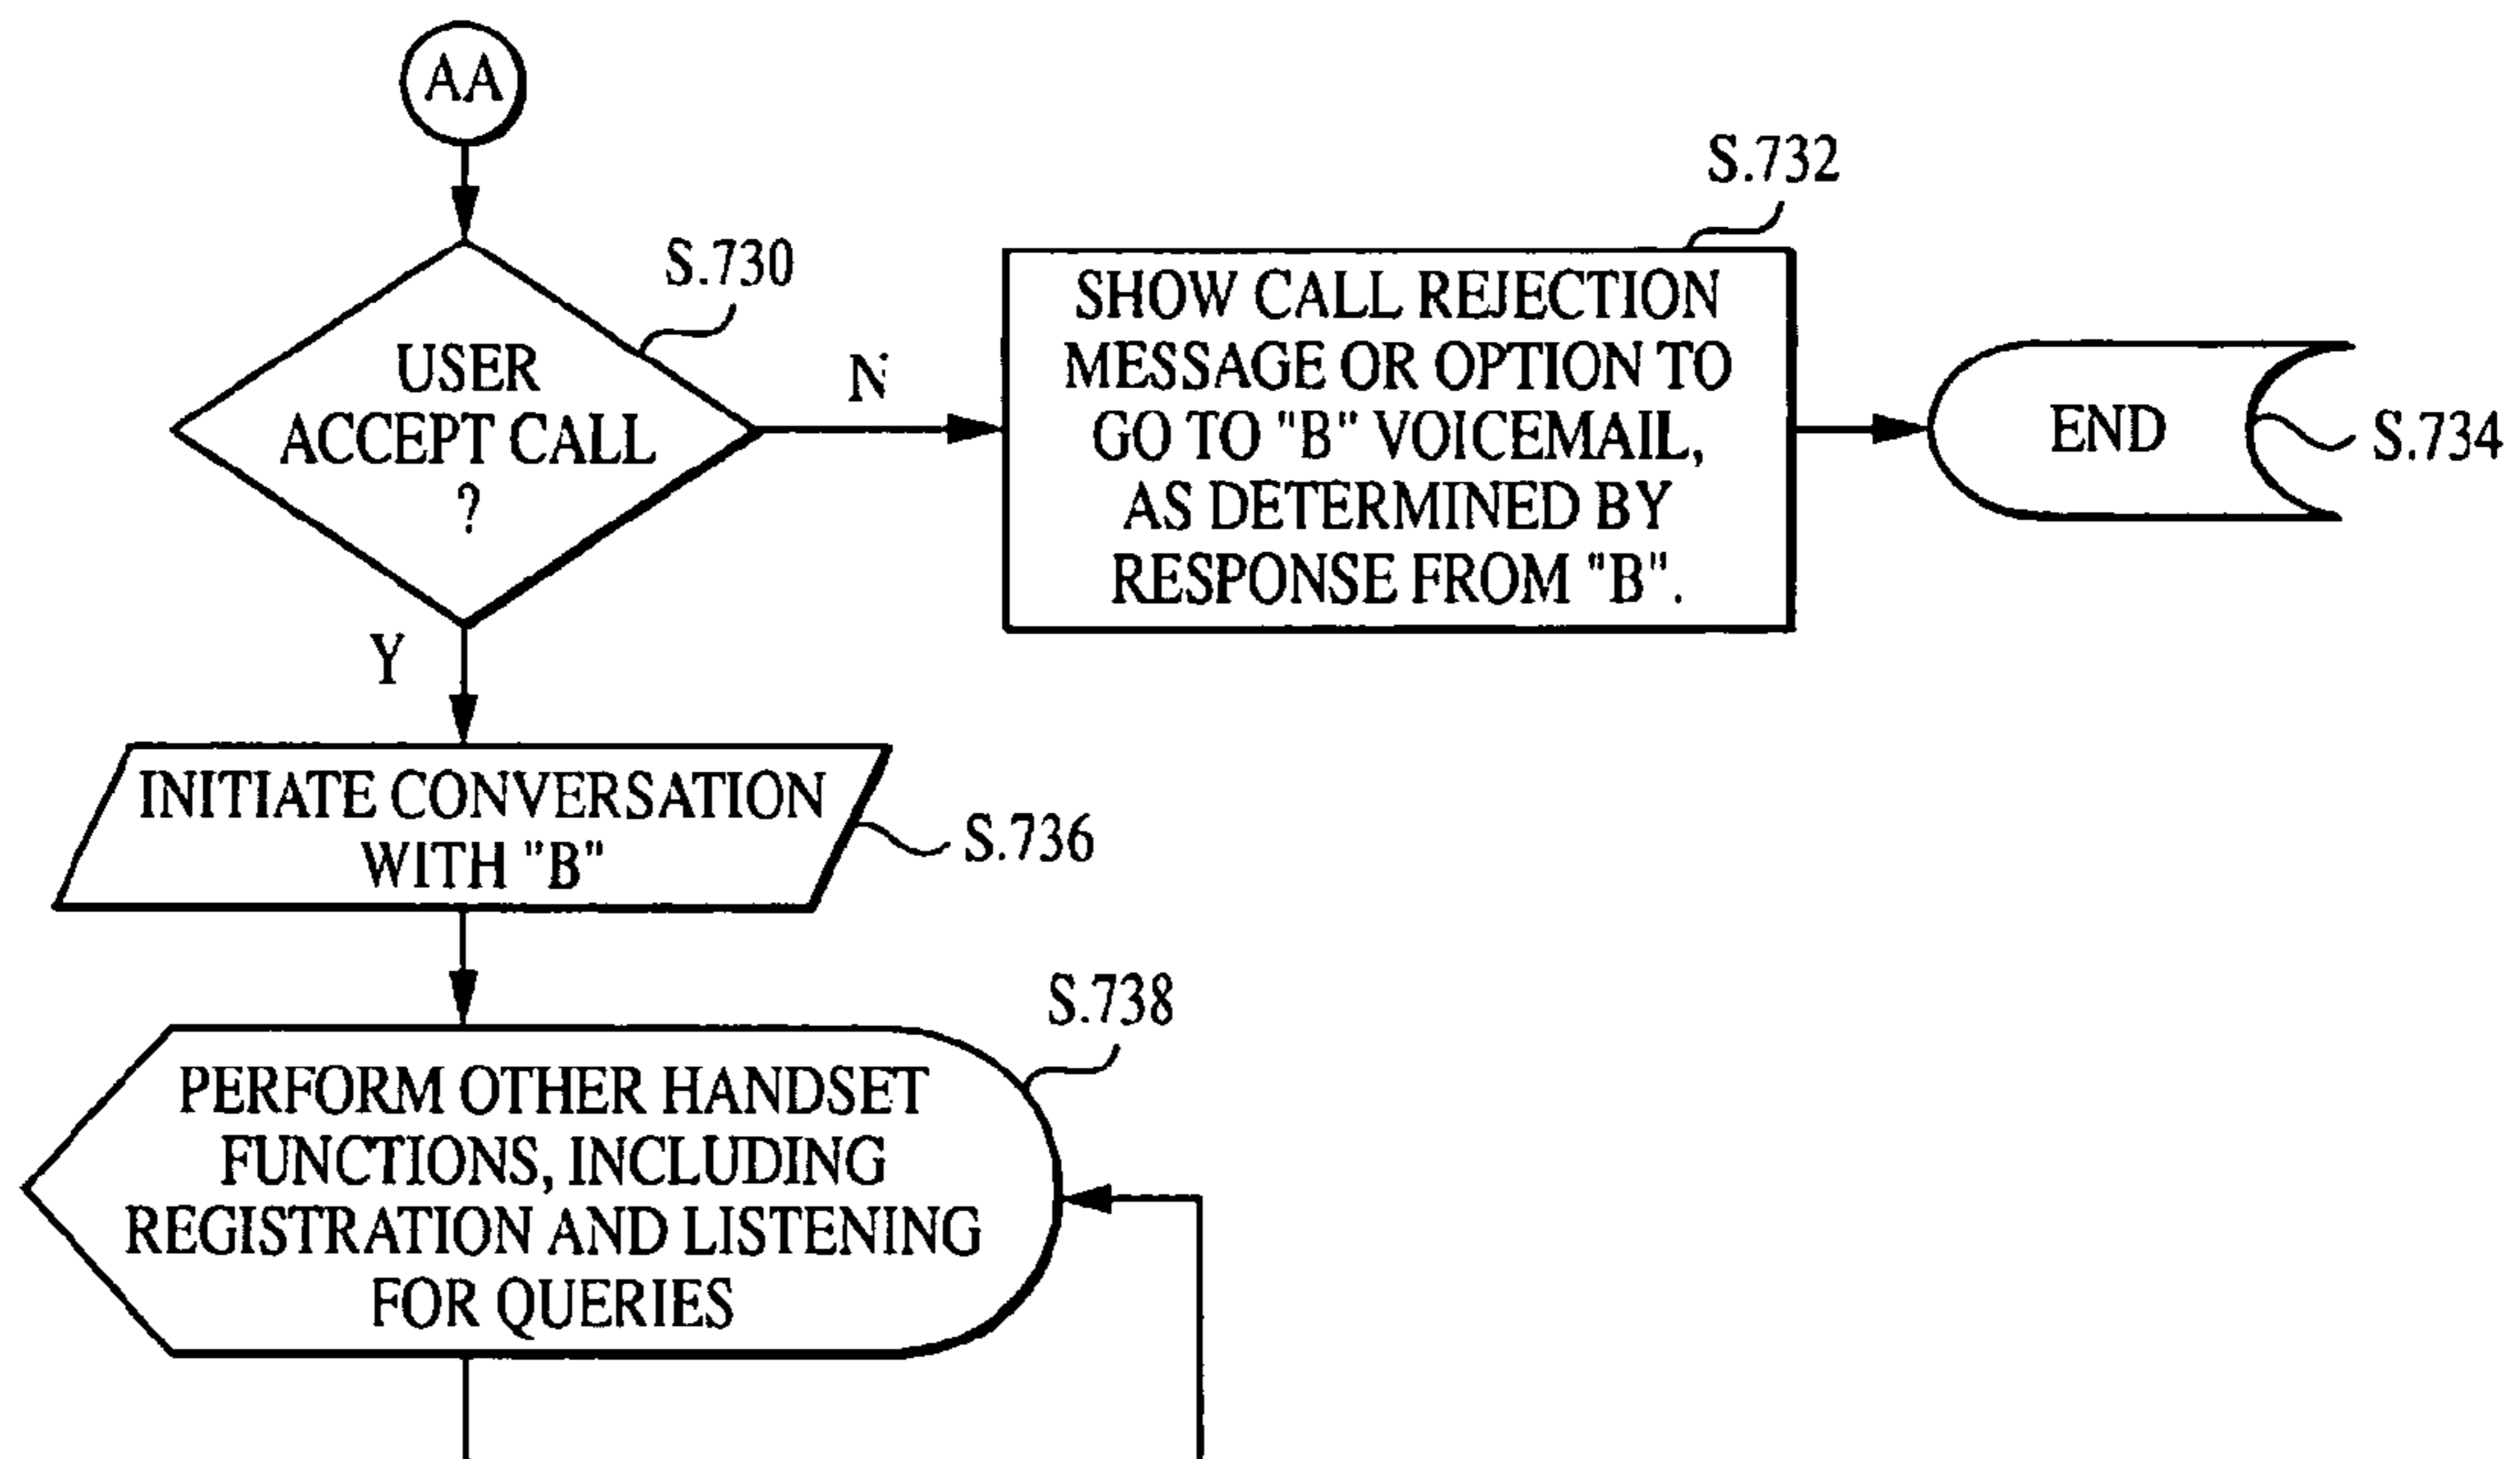 AA
S.730
USER
ACCEPT CALL
?
N
S.732
SHOW CALL REJECTION
MESSAGE OR OPTION TO
GO TO "B" VOICEMAIL,
AS DETERMINED BY
RESPONSE FROM "B".
END
S.734
Y
INITIATE CONVERSATION
WITH "B"
S.736
S.738
PERFORM OTHER HANDSET
FUNCTIONS, INCLUDING
REGISTRATION AND LISTENING
FOR QUERIES